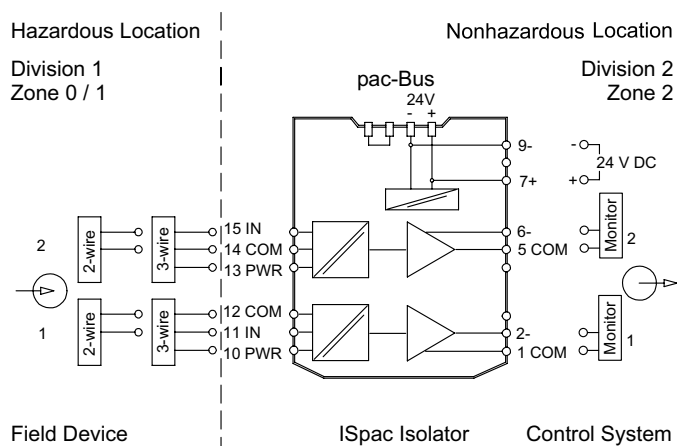 Hazardous Location
Nonhazardous Location
Division 1
Zone 0 / 1
Division 2
Zone 2
pac-Bus
24V
- +
9-
7+
-
+
24 V DC
2
2-wire
3-wire
15 IN
14 COM
13 PWR
6-
5 COM
Monitor
2
1
2-wire
3-wire
12 COM
11 IN
10 PWR
2-
1 COM
Monitor
1
Field Device
ISpac Isolator
Control System